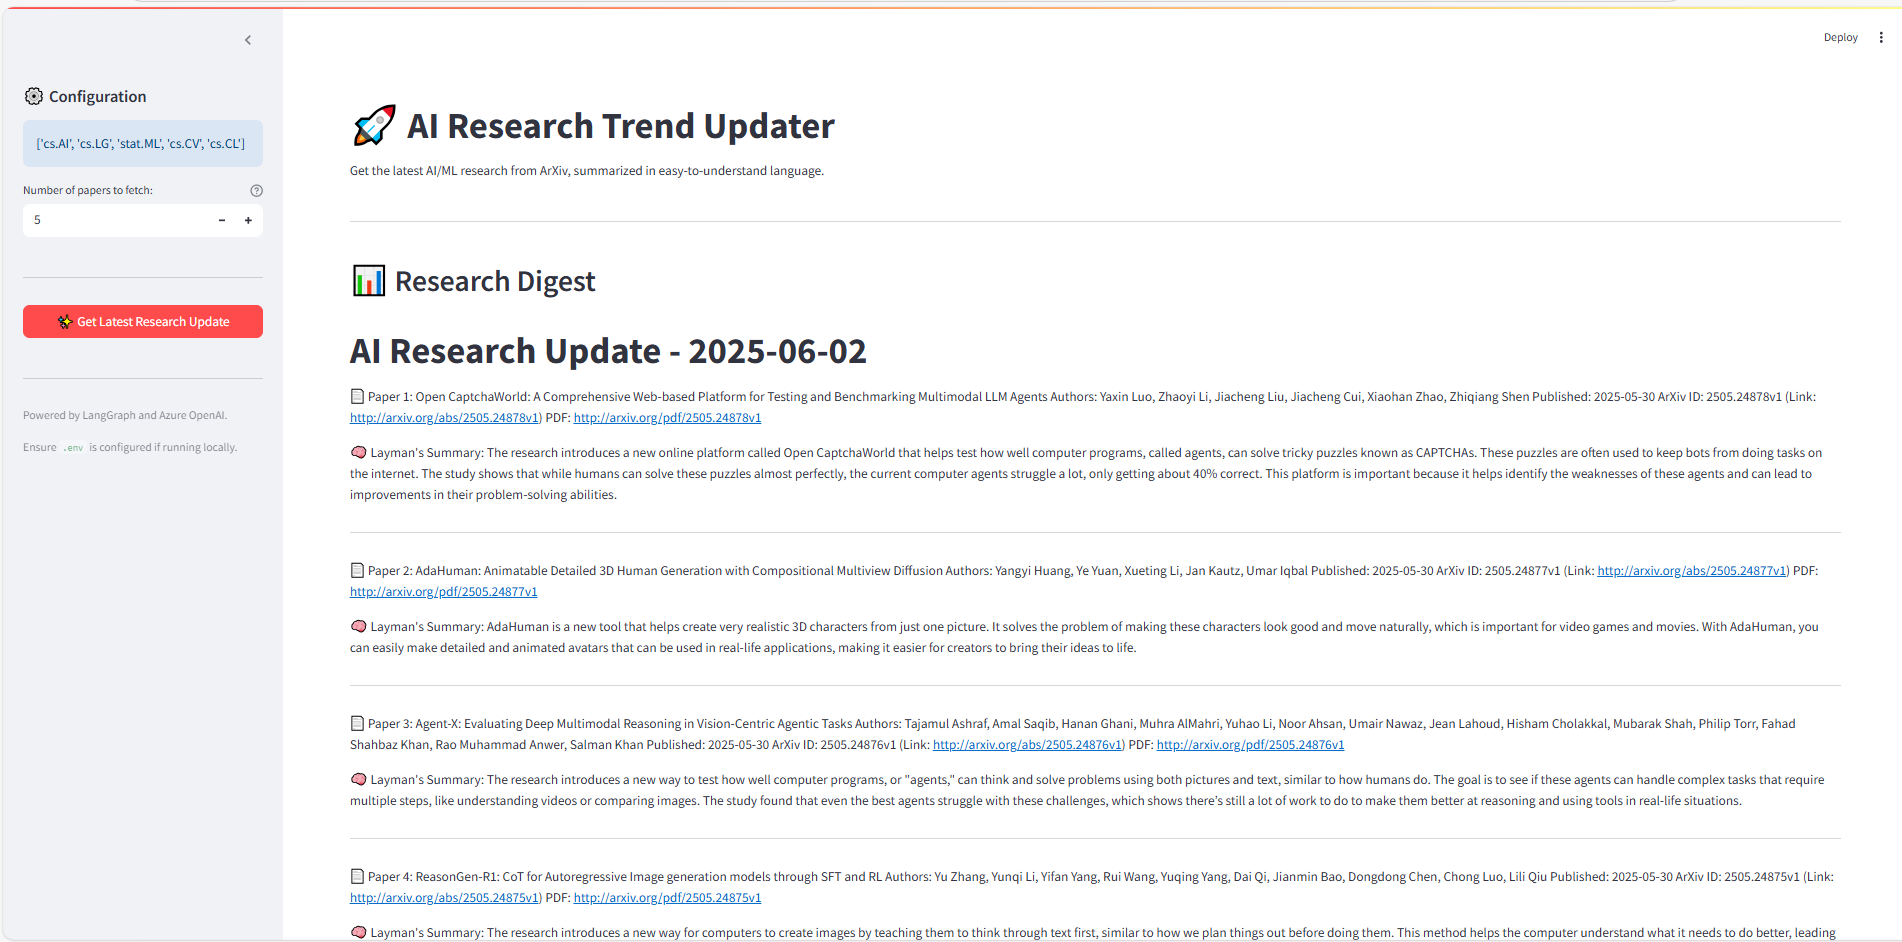 Deploy
Configuration
['cs.AI', 'cs.LG', 'stat.ML', 'cs.CV', 'cs.CL']
Number of papers to fetch:
5
Get Latest Research Update
Powered by LangGraph and Azure OpenAI.
Ensure .env is configured if running locally.
AI Research Trend Updater
Get the latest AI/ML research from ArXiv, summarized in easy-to-understand language.
Research Digest
AI Research Update - 2025-06-02
Paper 1: Open CaptchaWorld: A Comprehensive Web-based Platform for Testing and Benchmarking Multimodal LLM Agents Authors: Yaxin Luo, Zhaoyi Li, Jiacheng Liu, Jiacheng Cui, Xiaohan Zhao, Zhiqiang Shen Published: 2025-05-30 ArXiv ID: 2505.24878v1 (Link:
http://arxiv.org/abs/2505.24878v1) PDF: http://arxiv.org/pdf/2505.24878v1
Layman's Summary: The research introduces a new online platform called Open CaptchaWorld that helps test how well computer programs, called agents, can solve tricky puzzles known as CAPTCHAs. These puzzles are often used to keep bots from doing tasks on
the internet. The study shows that while humans can solve these puzzles almost perfectly, the current computer agents struggle a lot, only getting about 40% correct. This platform is important because it helps identify the weaknesses of these agents and can lead to
improvements in their problem-solving abilities.
Paper 2: AdaHuman: Animatable Detailed 3D Human Generation with Compositional Multiview Diffusion Authors: Yangyi Huang, Ye Yuan, Xueting Li, Jan Kautz, Umar Iqbal Published: 2025-05-30 ArXiv ID: 2505.24877v1 (Link: http://arxiv.org/abs/2505.24877v1) PDF:
http://arxiv.org/pdf/2505.24877v1
Layman's Summary: AdaHuman is a new tool that helps create very realistic 3D characters from just one picture. It solves the problem of making these characters look good and move naturally, which is important for video games and movies. With AdaHuman, you
can easily make detailed and animated avatars that can be used in real-life applications, making it easier for creators to bring their ideas to life.
Paper 3: Agent-X: Evaluating Deep Multimodal Reasoning in Vision-Centric Agentic Tasks Authors: Tajamul Ashraf, Amal Saqib, Hanan Ghani, Muhra AlMahri, Yuhao Li, Noor Ahsan, Umair Nawaz, Jean Lahoud, Hisham Cholakkal, Mubarak Shah, Philip Torr, Fahad
Shahbaz Khan, Rao Muhammad Anwer, Salman Khan Published: 2025-05-30 ArXiv ID: 2505.24876v1 (Link: http://arxiv.org/abs/2505.24876v1) PDF: http://arxiv.org/pdf/2505.24876v1
Layman's Summary: The research introduces a new way to test how well computer programs, or "agents," can think and solve problems using both pictures and text, similar to how humans do. The goal is to see if these agents can handle complex tasks that require
multiple steps, like understanding videos or comparing images. The study found that even the best agents struggle with these challenges, which shows there's still a lot of work to do to make them better at reasoning and using tools in real-life situations.
Paper 4: ReasonGen-R1: CoT for Autoregressive Image generation models through SFT and RL Authors: Yu Zhang, Yunqi Li, Yifan Yang, Rui Wang, Yuqing Yang, Dai Qi, Jianmin Bao, Dongdong Chen, Chong Luo, Lili Qiu Published: 2025-05-30 ArXiv ID: 2505.24875v1 (Link:
http://arxiv.org/abs/2505.24875v1) PDF: http://arxiv.org/pdf/2505.24875v1
Layman's Summary: The research introduces a new way for computers to create images by teaching them to think through text first, similar to how we plan things out before doing them. This method helps the computer understand what it needs to do better, leading